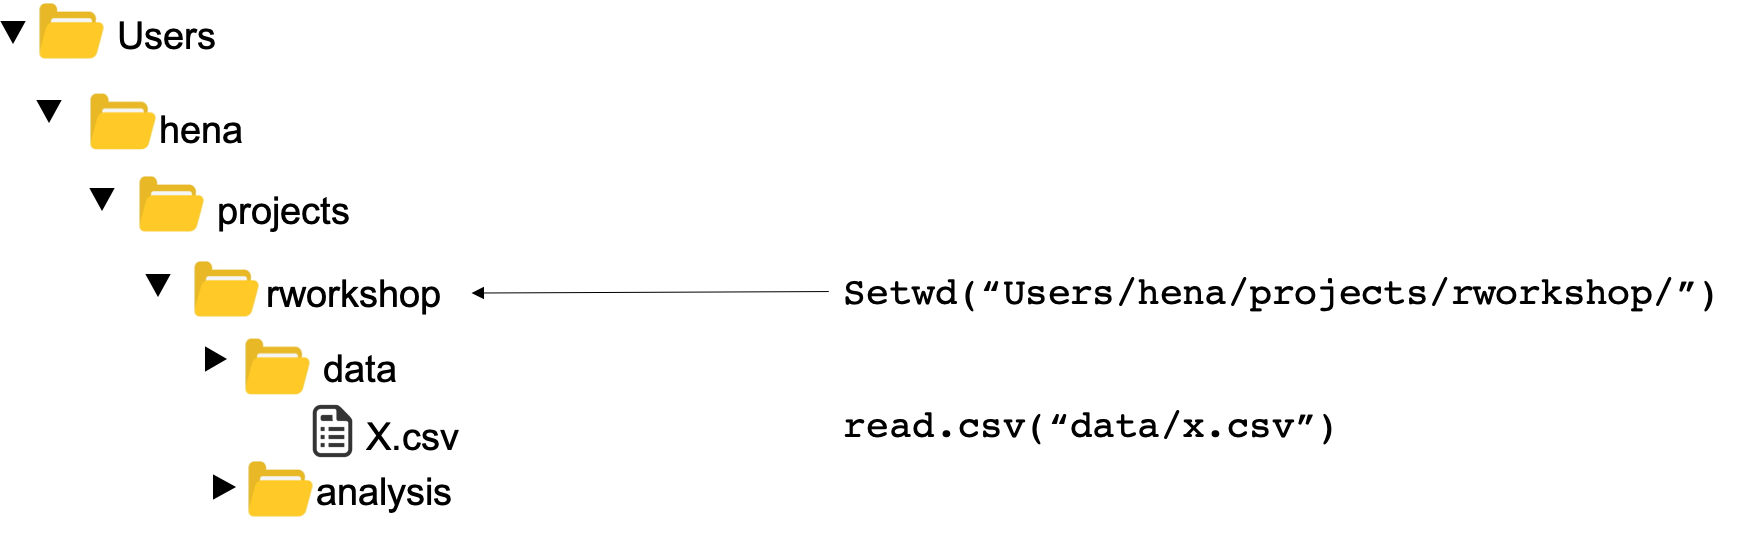 Users
hena
projects
rworkshop
Setwd(“Users/hena/projects/rworkshop/”)
data
X.csv
read.csv(“data/x.csv”)
analysis